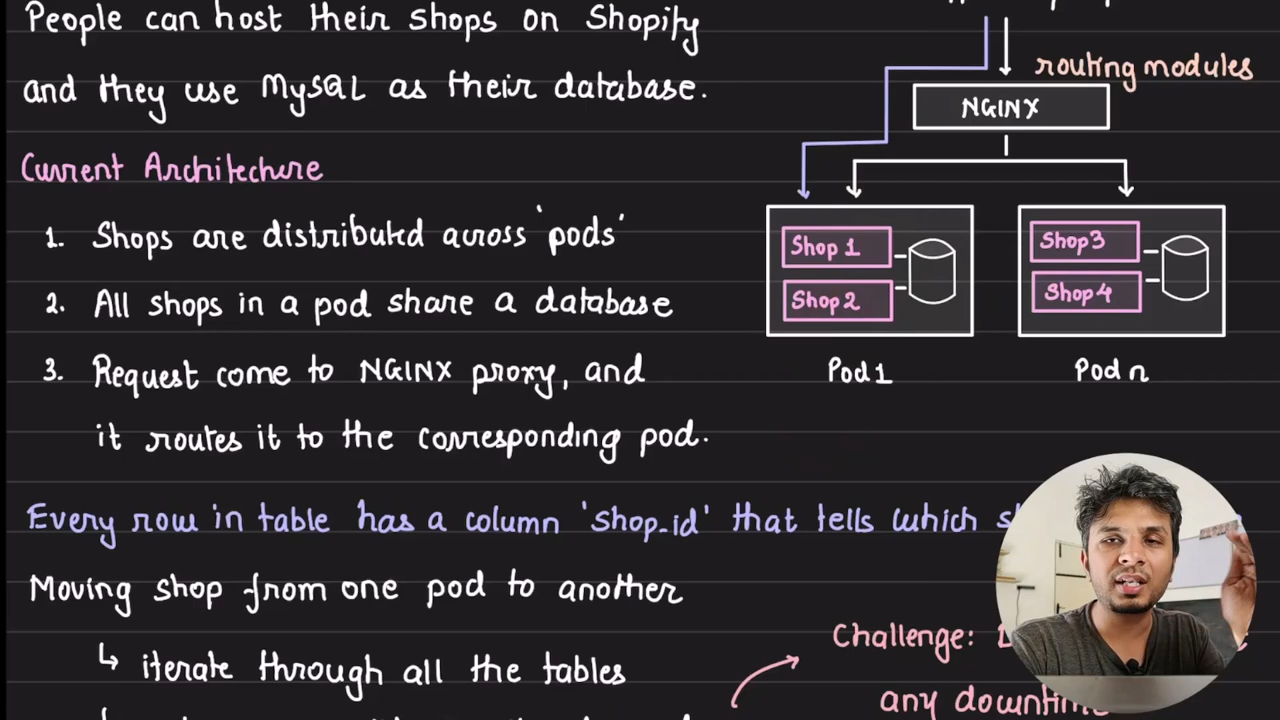 People can host their shops on Shopify
and they use MySQL as their database.
Current Architecture
1. Shops are distributed across 'pods'
2. All shops in a pod share a database
3. Request come to NGINX proxy, and
it routes it to the corresponding pod.
routing modules
NGINX
Shop 1
Shop 2
Pod 1
Shop 3
Shop 4
Pod n
Every row in table has a column 'shop_id' that tells which
Moving shop from one pod to another
↳ iterate through all the tables
Challenge:
any downtime